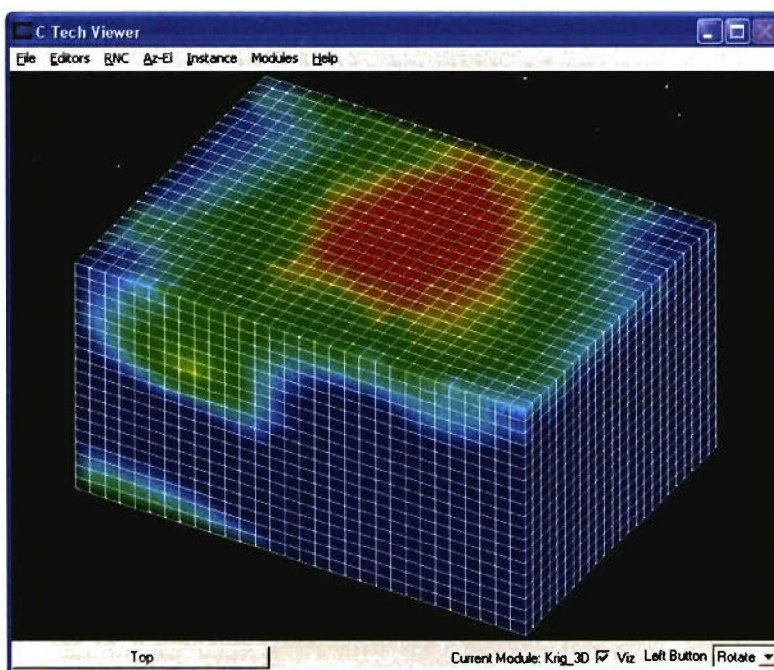 C Tech Viewer
File Editors RNC Az-El Instance Modules Help
Top Current Module: Krig_3D Viz Left Button Rotate